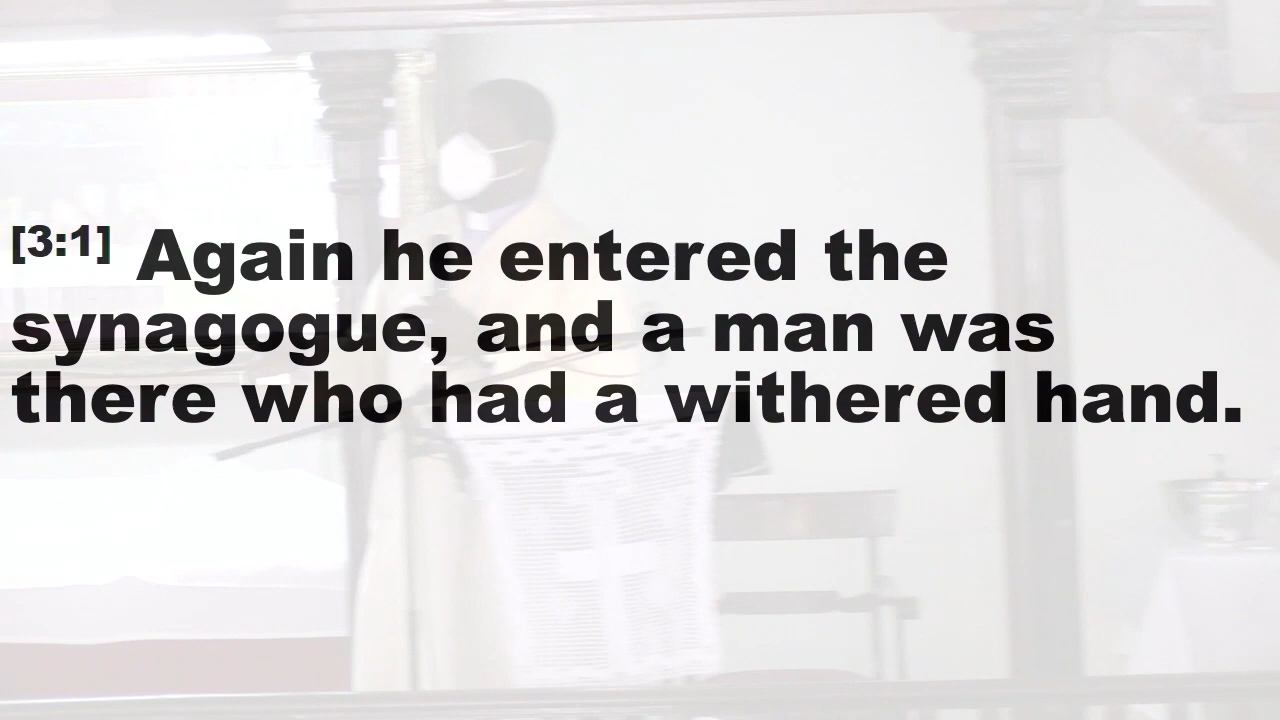 [3:1] Again he entered the
synagogue, and a man was
there who had a withered hand.